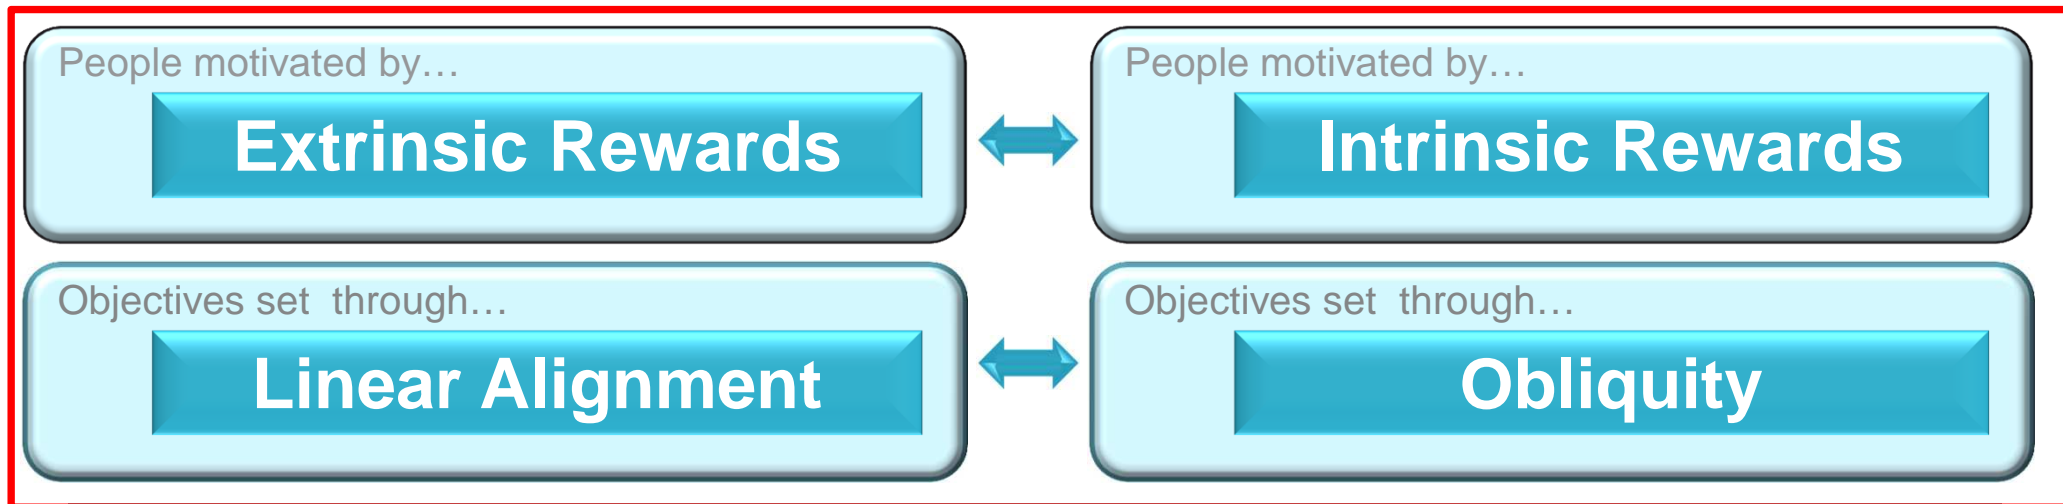 People motivated by…
Extrinsic Rewards
People motivated by…
Intrinsic Rewards
Objectives set  through…
Linear Alignment
Objectives set  through…
Obliquity